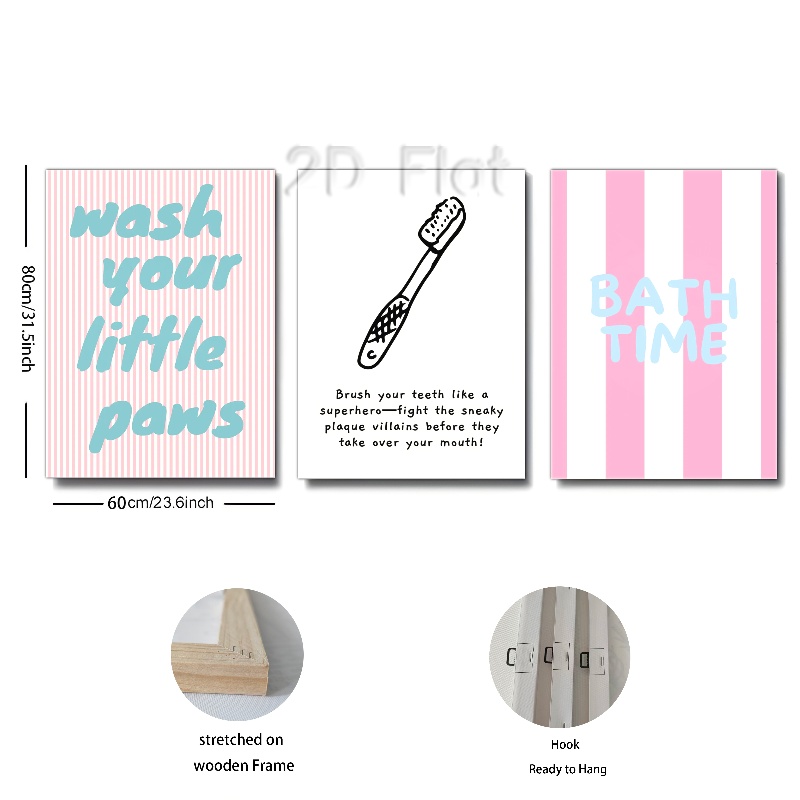 2D Flat
wash
your
little
paws
Brush your teeth like a
superhero—fight the sneaky
plaque villains before they
take over your mouth!
BATH
TIME
80cm/31.5inch
60cm/23.6inch
stretched on
wooden Frame
Hook
Ready to Hang